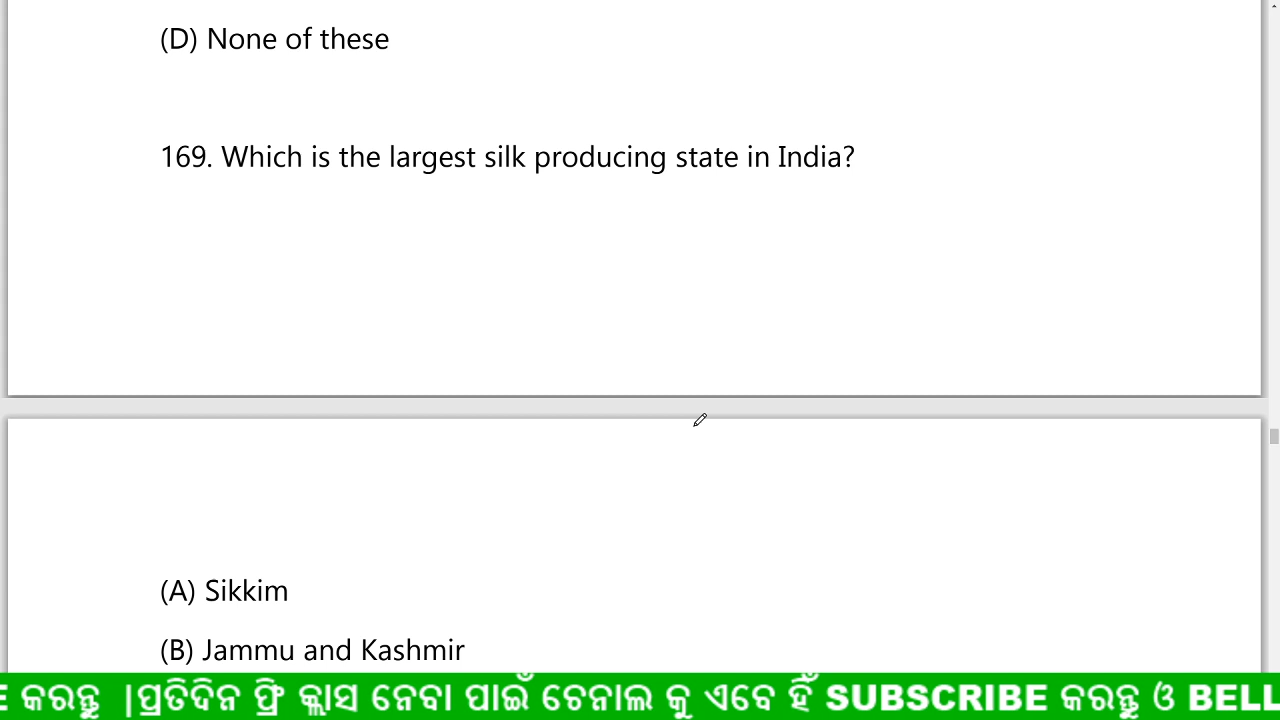 (D) None of these
169. Which is the largest silk producing state in India?
(A) Sikkim
(B) Jammu and Kashmir
E କରନ୍ତୁ |ପ୍ରତିଦିନ ଫ୍ରି କ୍ଲାସ ନେବା ପାଇଁ ଚେନାଲ କୁ ଏବେ ହିଁ SUBSCRIBE କରନ୍ତୁ ଓ BELL